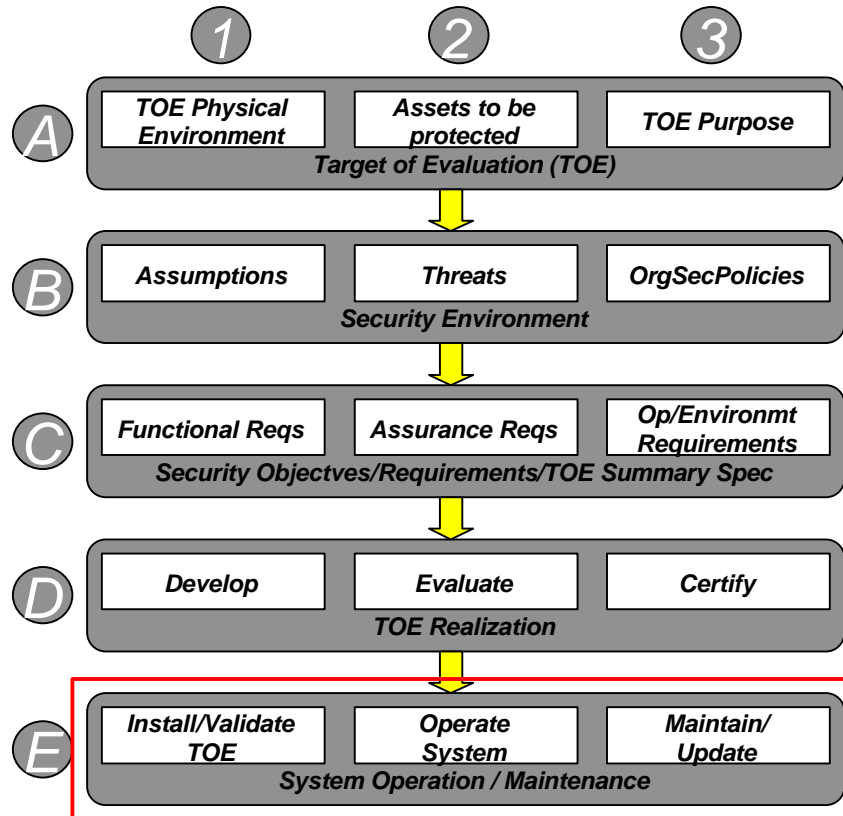 1 2 3
A
TOE Physical Environment
Assets to be protected
TOE Purpose
Target of Evaluation (TOE)
B
Assumptions
Threats
OrgSecPolicies
Security Environment
C
Functional Reqs
Assurance Reqs
Op/Environmt Requirements
Security Objectves/Requirements/TOE Summary Spec
D
Develop
Evaluate
Certify
TOE Realization
E
Install/Validate TOE
Operate System
Maintain/ Update
System Operation / Maintenance